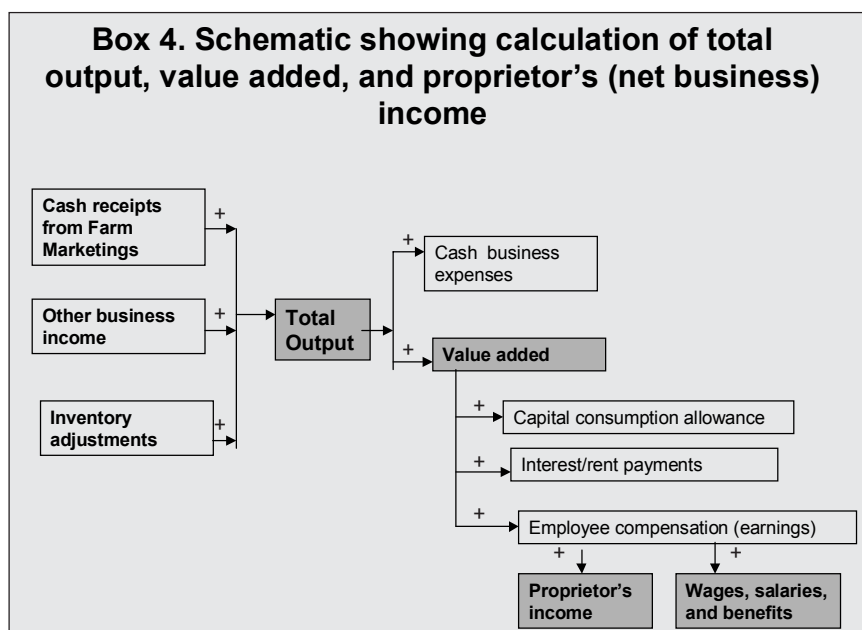 Box 4. Schematic showing calculation of total
output, value added, and proprietor’s (net business)
income
Cash receipts
from Farm
Marketings
+
Other business
income
+
Inventory
adjustments
+
Total
Output
+
Cash business
expenses
+
Value added
+
Capital consumption allowance
+
Interest/rent payments
+
Employee compensation (earnings)
+
+
Proprietor’s
income
Wages, salaries,
and benefits